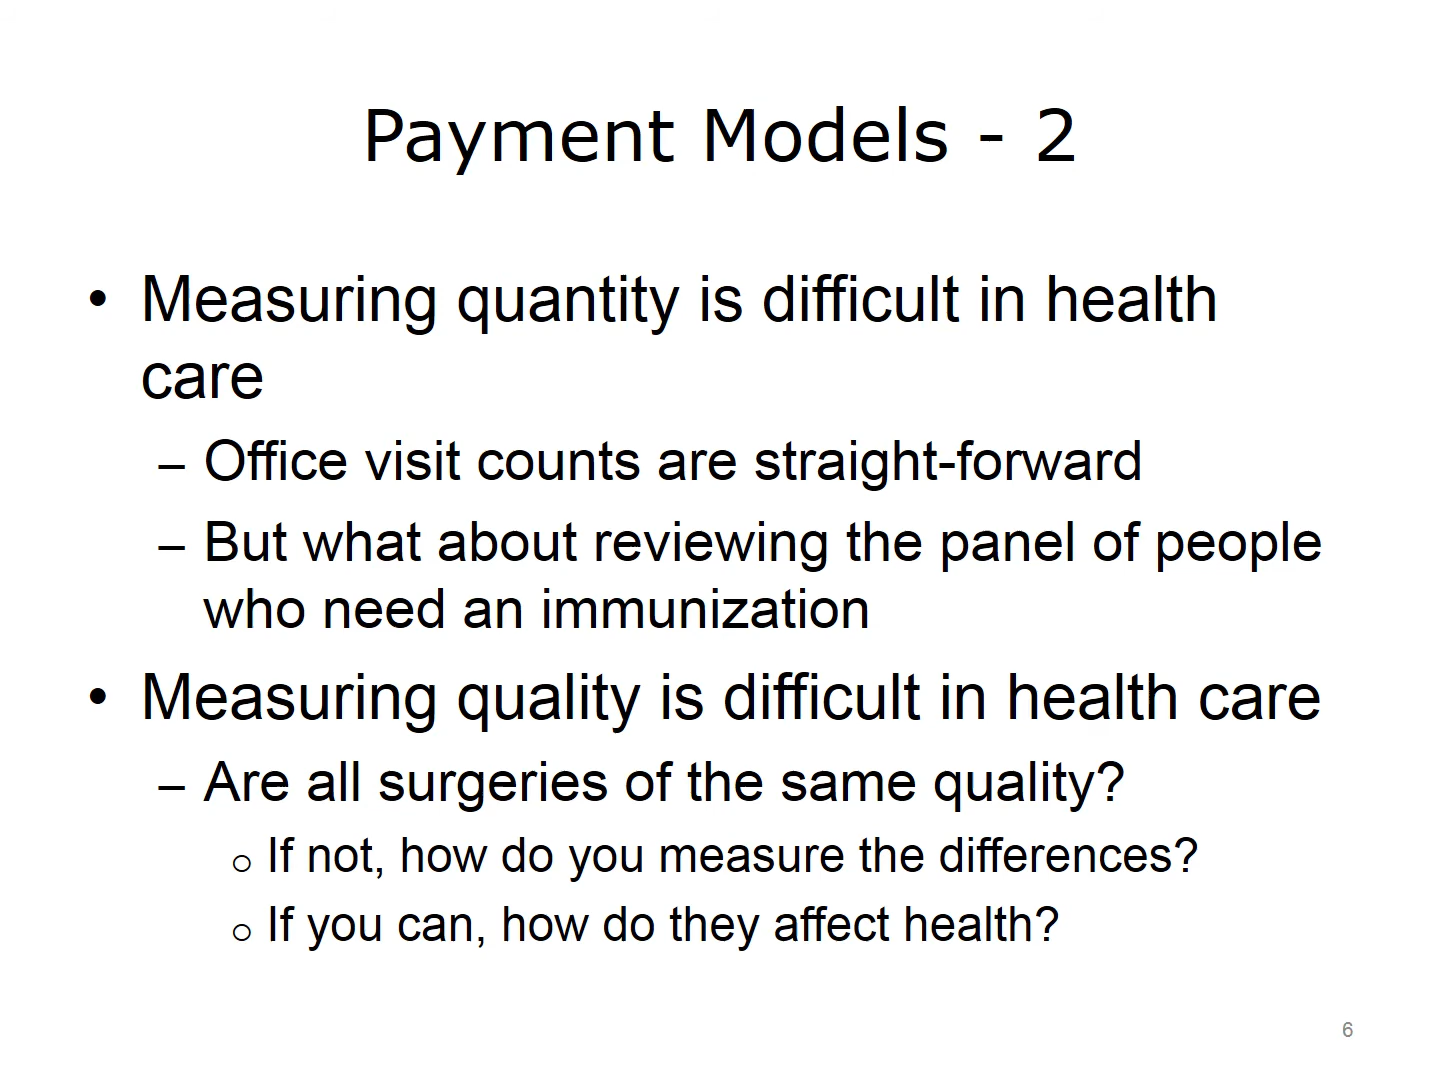 Payment Models - 2
• Measuring quantity is difficult in health
care
– Office visit counts are straight-forward
– But what about reviewing the panel of people
who need an immunization
• Measuring quality is difficult in health care
– Are all surgeries of the same quality?
o If not, how do you measure the differences?
o If you can, how do they affect health?
6